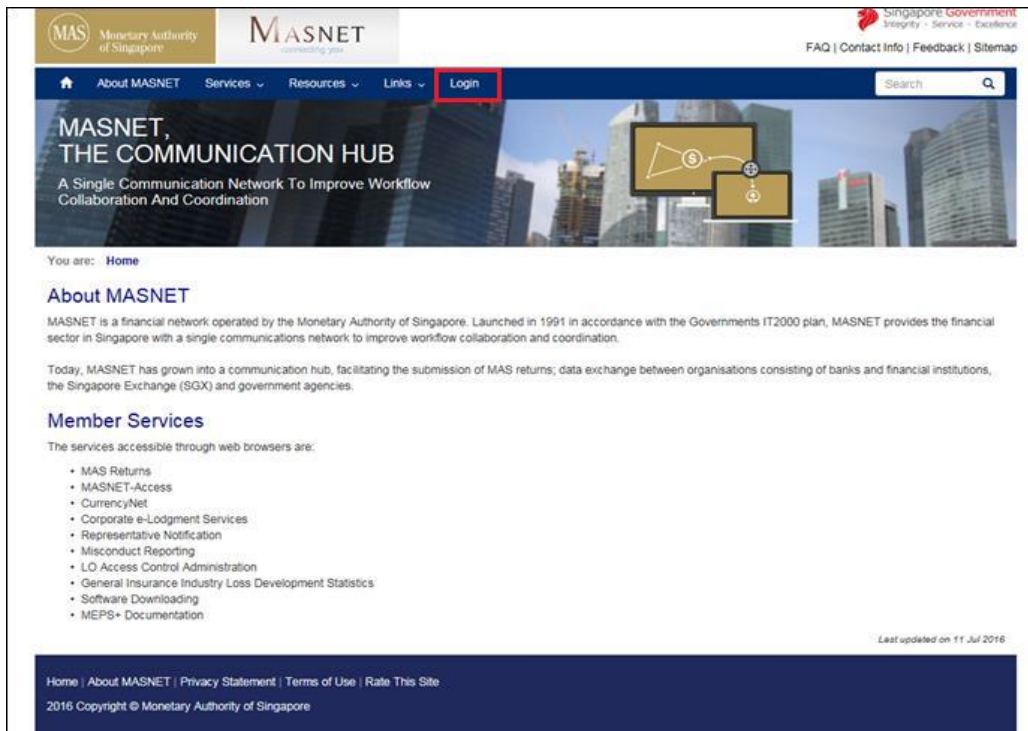 MAS
Monetary Authority
of Singapore
MASNET
connecting you
Singapore Government
Integrity · Service · Excellence
FAQ | Contact Info | Feedback | Sitemap
About MASNET Services Resources Links Login
Search
MASNET,
THE COMMUNICATION HUB
A Single Communication Network To Improve Workflow
Collaboration And Coordination
You are: Home
About MASNET
MASNET is a financial network operated by the Monetary Authority of Singapore. Launched in 1991 in accordance with the Governments IT2000 plan, MASNET provides the financial
sector in Singapore with a single communications network to improve workflow collaboration and coordination.
Today, MASNET has grown into a communication hub, facilitating the submission of MAS returns; data exchange between organisations consisting of banks and financial institutions,
the Singapore Exchange (SGX) and government agencies.
Member Services
The services accessible through web browsers are:
• MAS Returns
• MASNET-Access
• CurrencyNet
• Corporate e-Lodgment Services
• Representative Notification
• Misconduct Reporting
• LO Access Control Administration
• General Insurance Industry Loss Development Statistics
• Software Downloading
• MEPS+ Documentation
Last updated on 11 Jul 2016
Home | About MASNET | Privacy Statement | Terms of Use | Rate This Site
2016 Copyright © Monetary Authority of Singapore